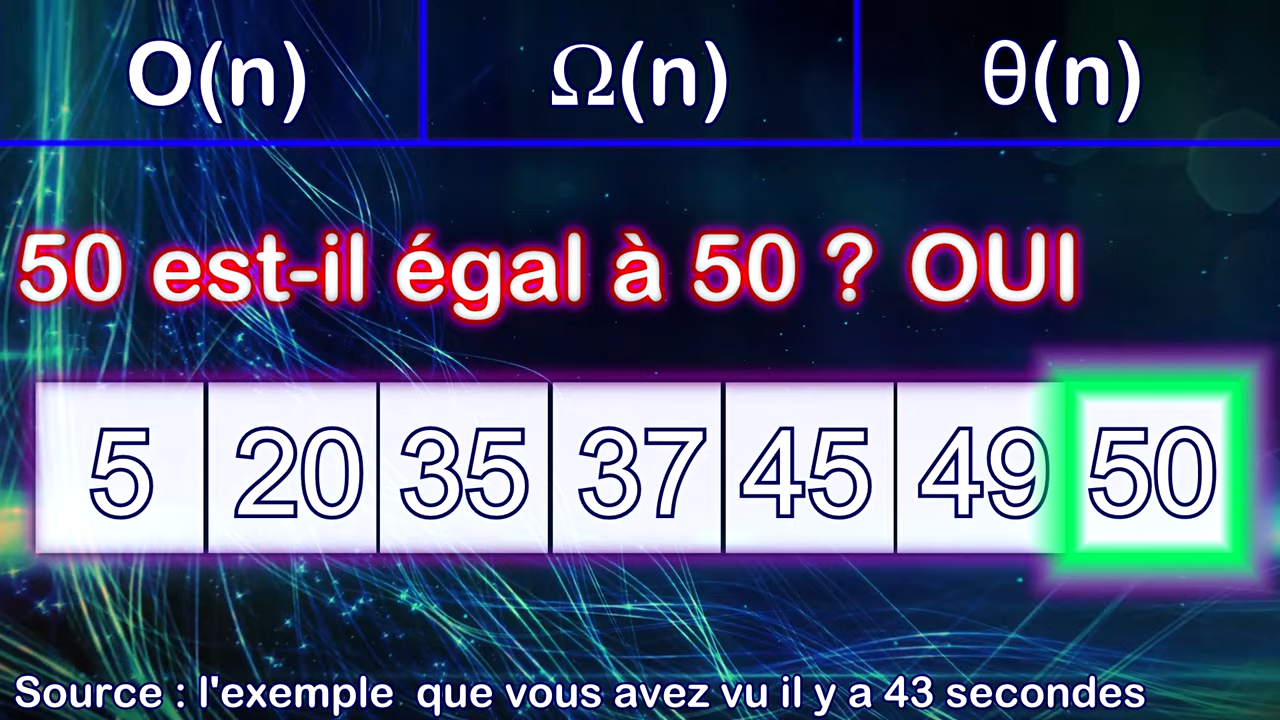 O(n) Ω(n) θ(n)
50 est-il égal à 50 ? OUI
5 20 35 37 45 49 50
Source : l'exemple  que vous avez vu il y a 43 secondes